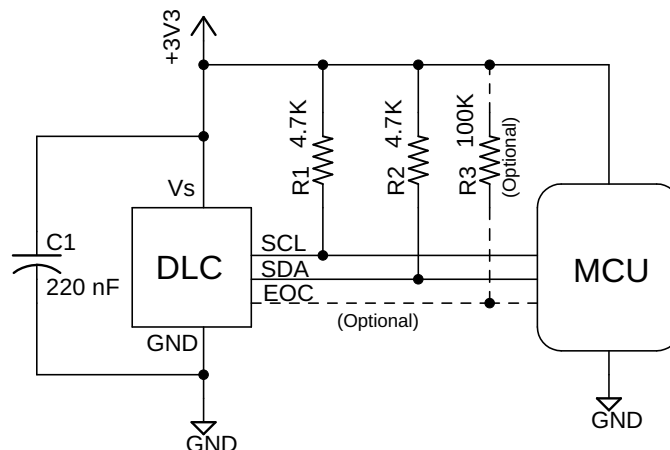 +3V3
4.7K
R1
4.7K
R2
100K
R3
(Optional)
Vs
C1
220 nF
DLC
SCL
SDA
EOC
(Optional)
MCU
GND
GND
GND